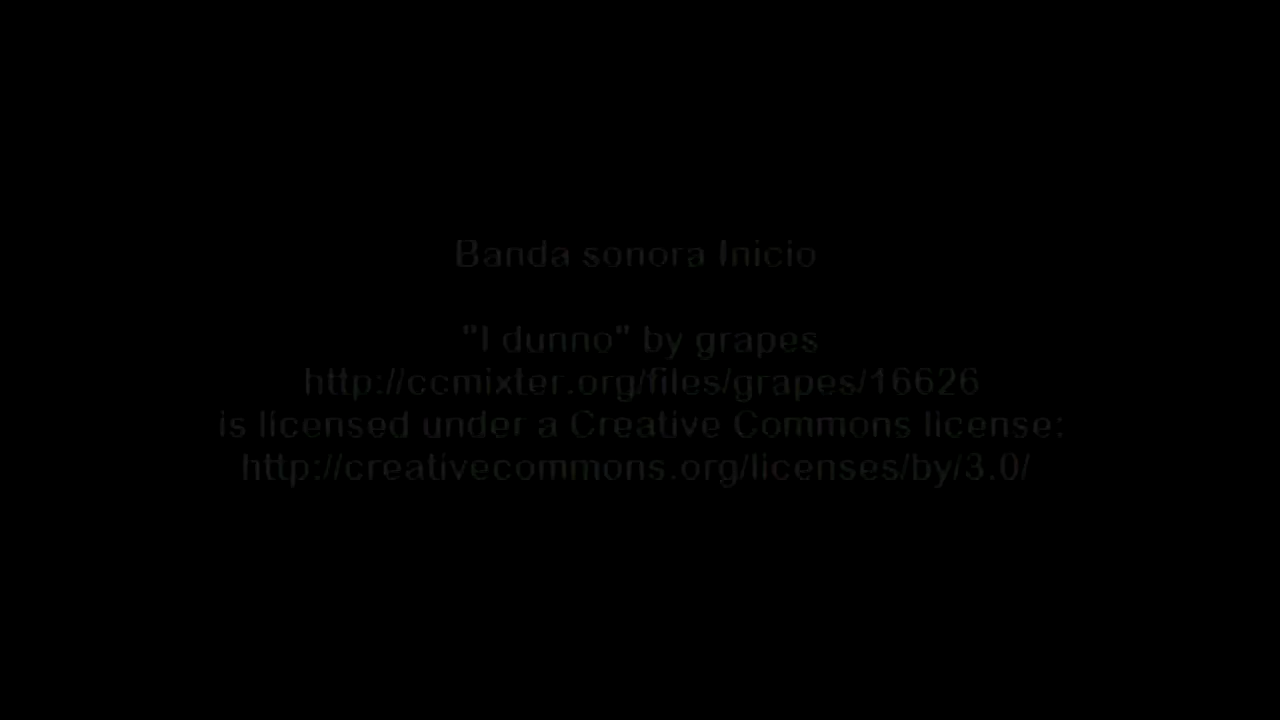 Banda sonora Inicio
"I dunno" by grapes
http://ccmixter.org/files/grapes/16626
is licensed under a Creative Commons license:
http://creativecommons.org/licenses/by/3.0/